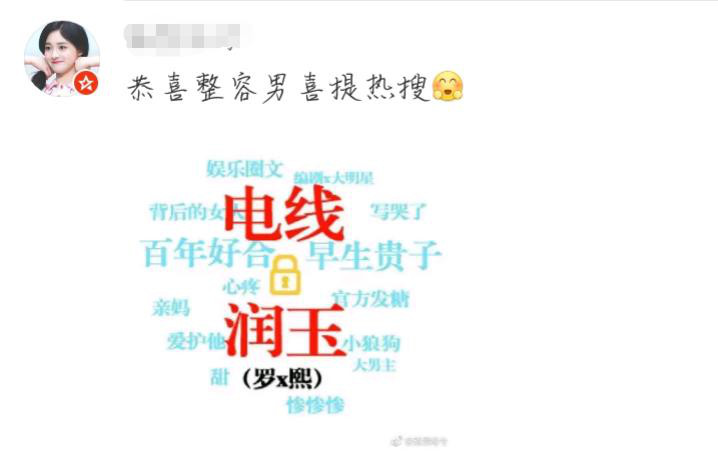 恭喜整容男喜提热搜
娱乐圈文
编剧x大明星
背后的女人
电线
写哭了
百年好合
早生贵子
心疼
官方发糖
亲妈
润玉
爱护他
小狼狗
大男主
甜
(罗x熙)
惨惨惨